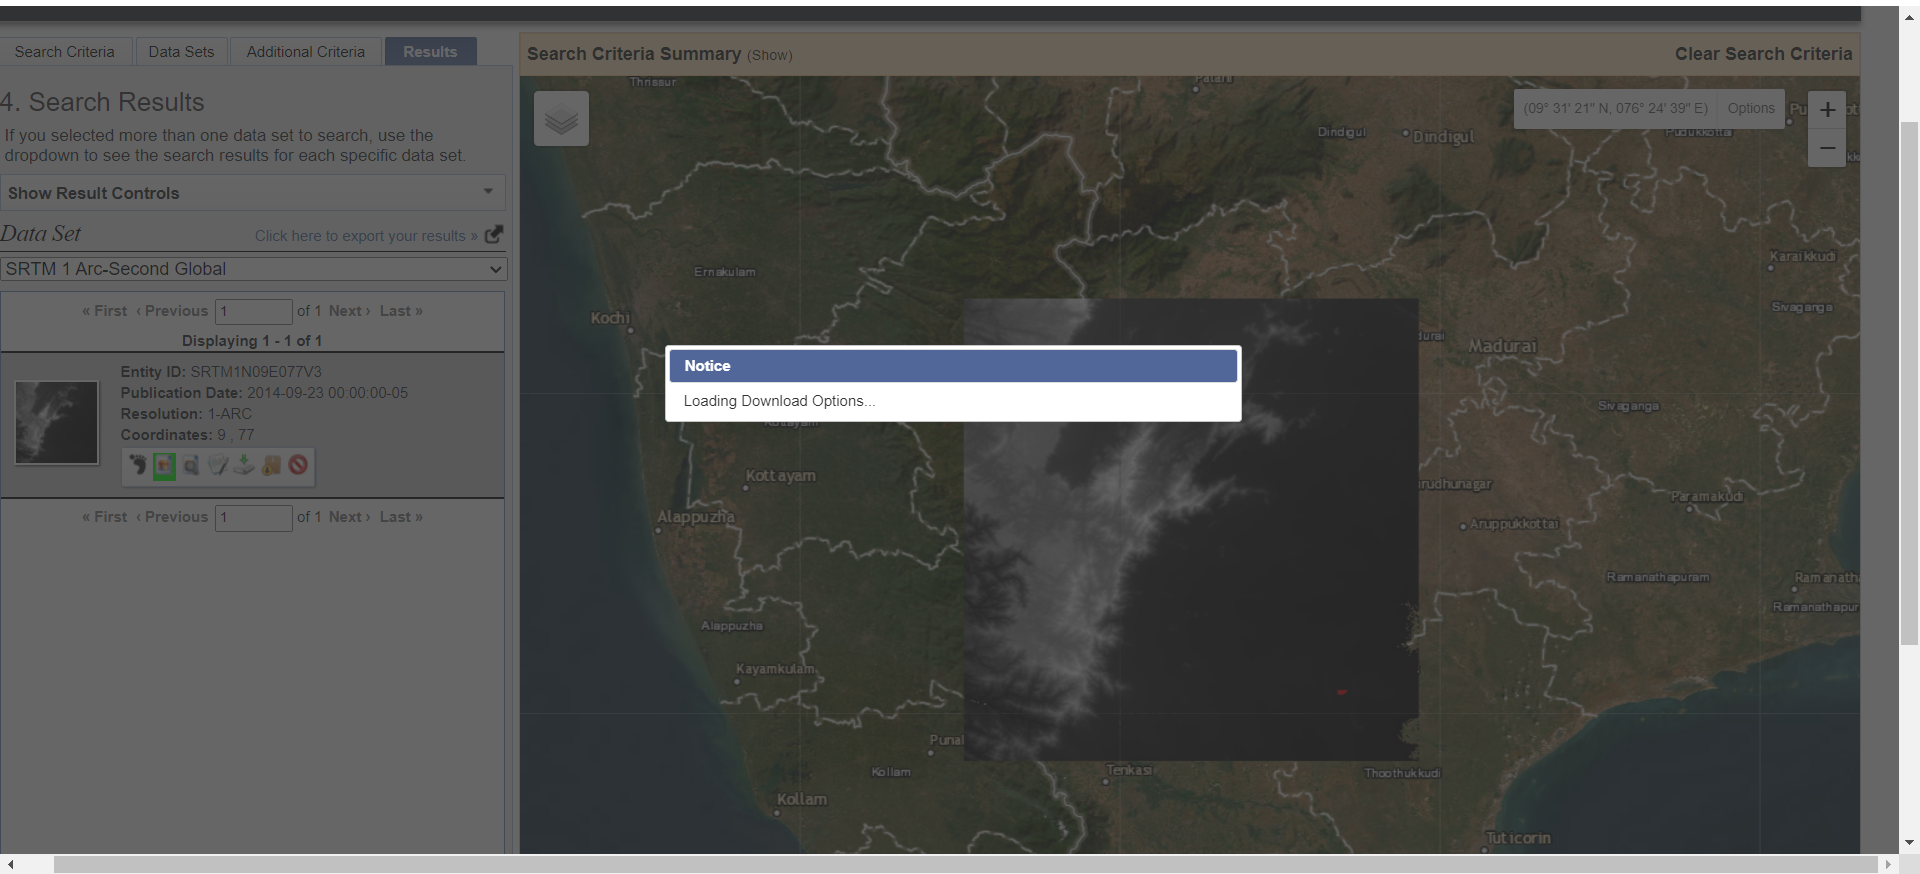 Search Criteria
Data Sets
Additional Criteria
Results
4. Search Results
If you selected more than one data set to search, use the
dropdown to see the search results for each specific data set.
Show Result Controls
Data Set
Click here to export your results »
SRTM 1 Arc-Second Global
« First ‹ Previous 1 of 1 Next › Last »
Displaying 1 - 1 of 1
Entity ID: SRTM1N09E077V3
Publication Date: 2014-09-23 00:00:00-05
Resolution: 1-ARC
Coordinates: 9 , 77
« First ‹ Previous 1 of 1 Next › Last »
Search Criteria Summary (Show)
Clear Search Criteria
Thrissur
Palani
(09° 31' 21" N, 076° 24' 39" E)
Options
+
−
Dindigul
Dindigul
Pudukkottai
Ernakulam
Karaikkudi
Sivaganga
Kochi
Madurai
Notice
Loading Download Options...
Sivaganga
Kottayam
Kottayam
Paramakudi
Alappuzha
Aruppukkottai
Ramanathapuram
Alappuzha
Kayamkulam
Kollam
Tenkasi
Thoothukkudi
Kollam
Tuticorin